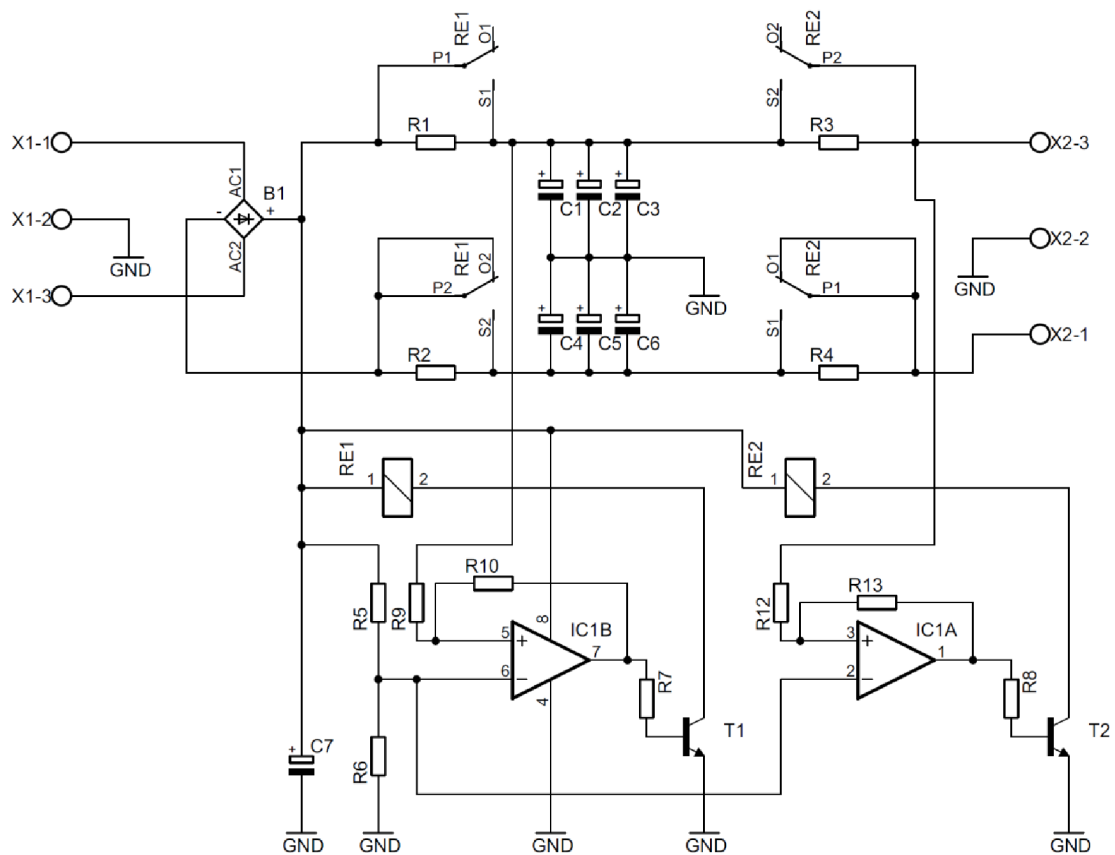 RE1
O1
P1
S1
O2
RE2
P2
S2
X1-1
R1
R3
X2-3
AC1
B1
-
+
X1-2
GND
AC2
+
+
+
C1
C2
C3
X2-2
GND
X1-3
RE1
O2
P2
S2
GND
O1
RE2
P1
S1
+
+
+
C4
C5
C6
X2-1
R2
R4
RE1
1
2
RE2
1
2
R10
R13
R5
R9
R12
8
IC1B
5
+
7
6
−
4
IC1A
3
+
1
2
−
R7
R8
T1
T2
+
C7
R6
GND
GND
GND
GND
GND